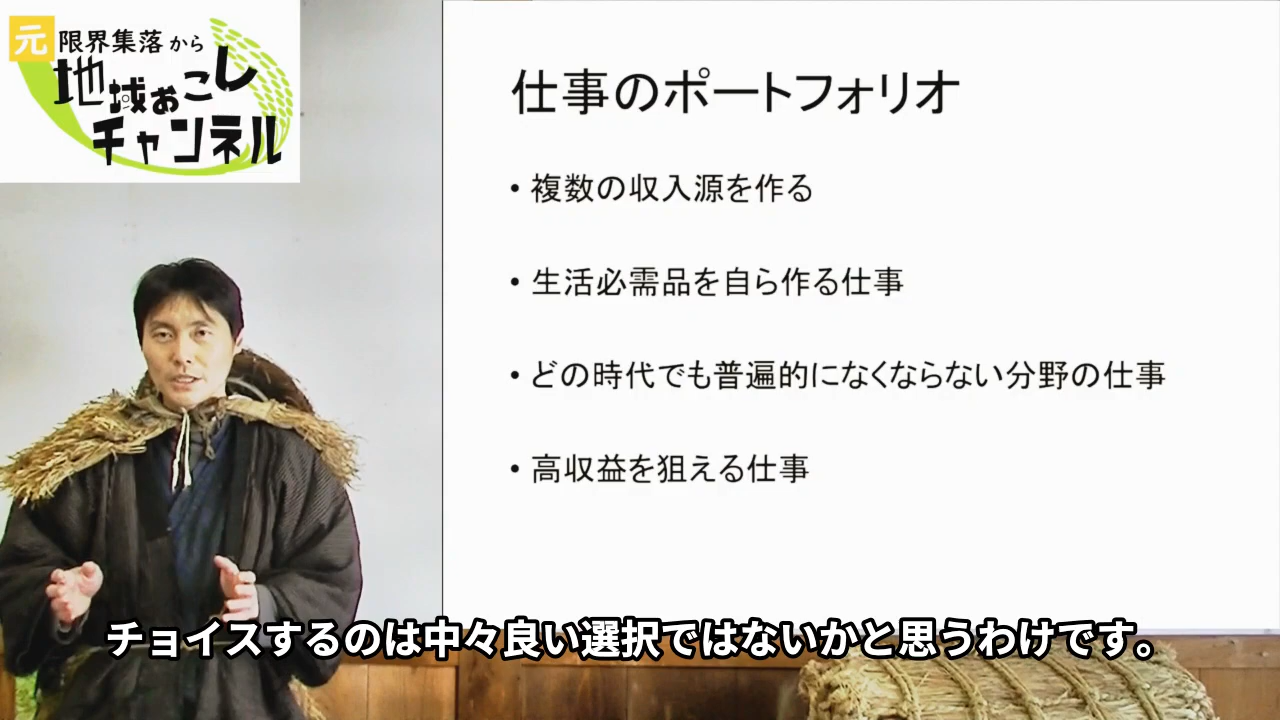 元 限界集落から
地域おこし
チャンネル
仕事のポートフォリオ
• 複数の収入源を作る
• 生活必需品を自ら作る仕事
• どの時代でも普遍的になくならない分野の仕事
• 高収益を狙える仕事
チョイスするのは中々良い選択ではないかと思うわけです。